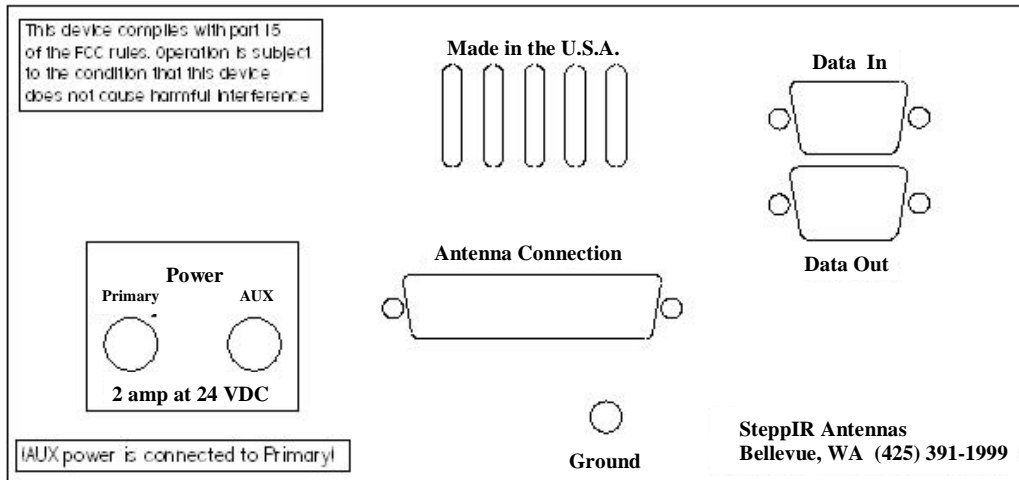 This device complies with part 15
of the FCC rules. Operation is subject
to the condition that this device
does not cause harmful interference
Made in the U.S.A.
Data In
Data Out
Antenna Connection
Power
Primary
AUX
2 amp at 24 VDC
(AUX power is connected to Primary)
Ground
SteppIR Antennas
Bellevue, WA (425) 391-1999